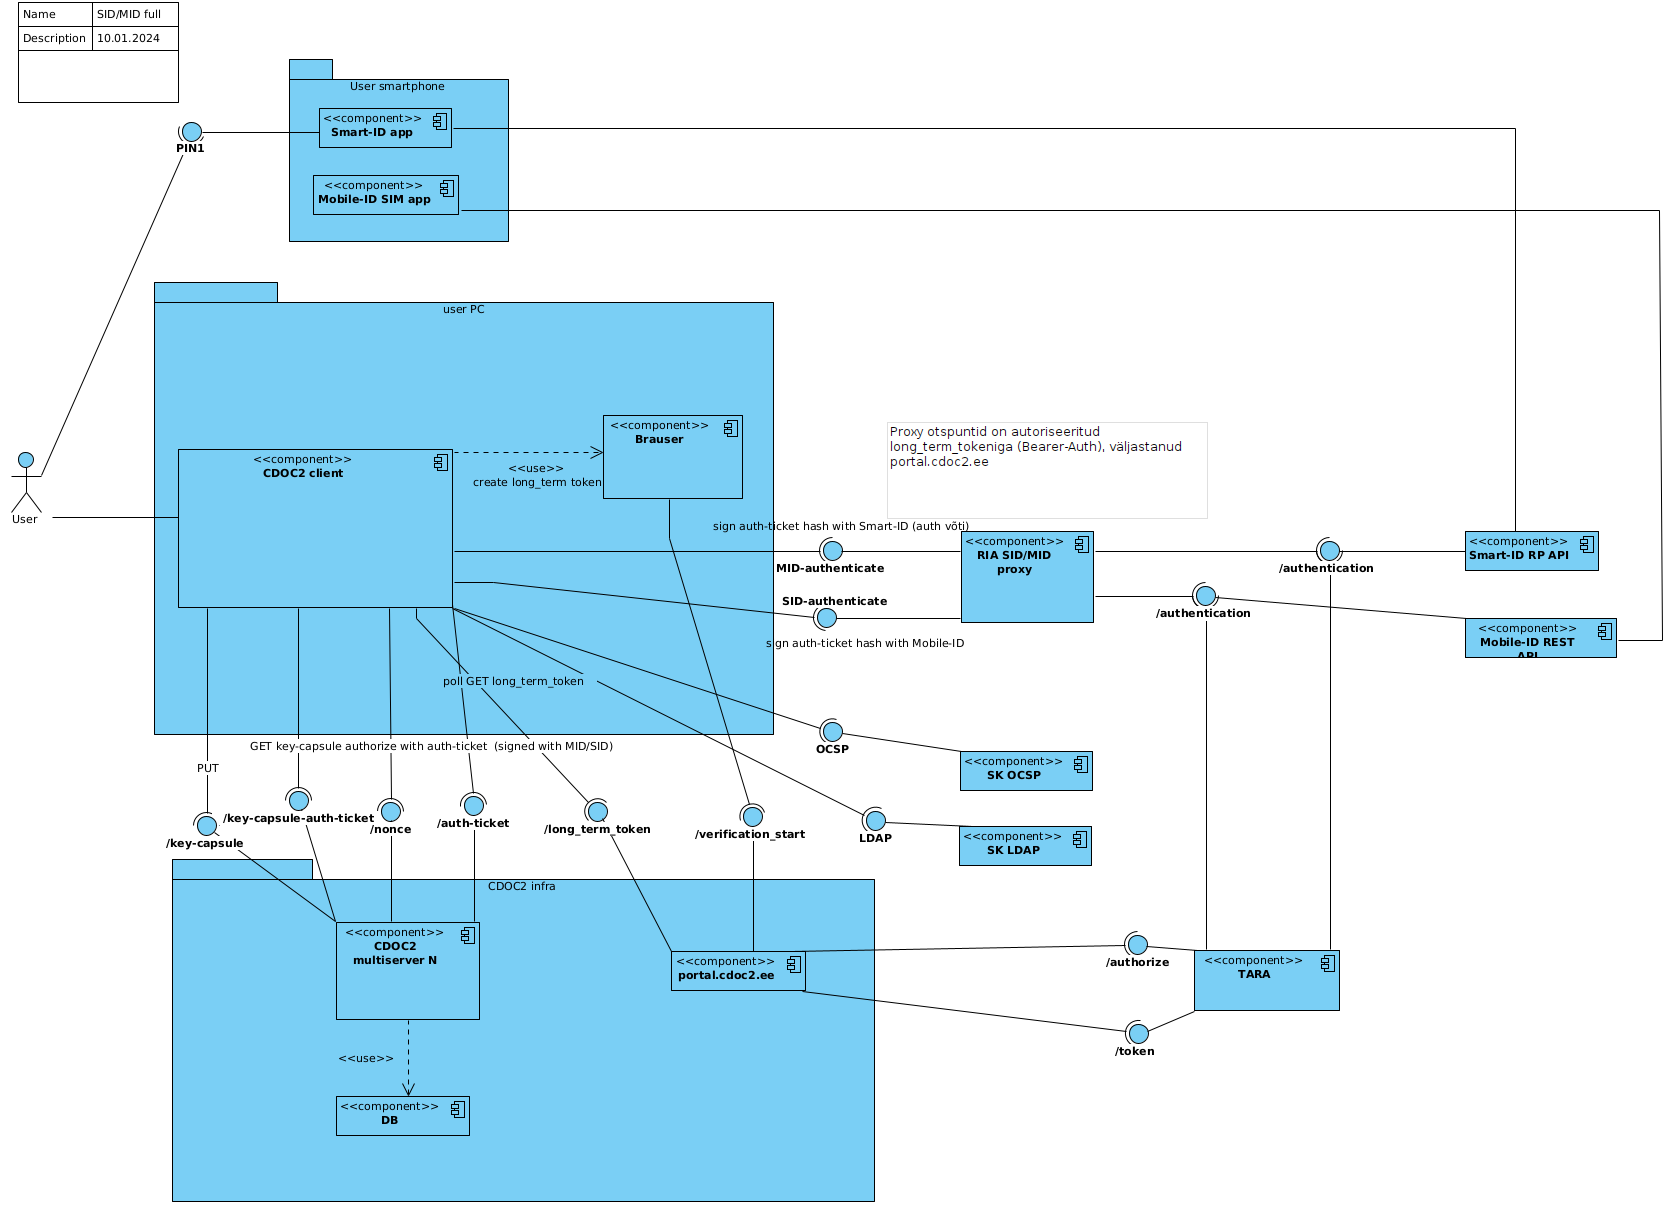 Name
SID/MID full
Description
10.01.2024
User smartphone
<<component>>
Smart-ID app
PIN1
<<component>>
Mobile-ID SIM app
user PC
<<component>>
Brauser
<<component>>
CDOC2 client
<<use>>
create long_term token
Proxy otspuntid on autoriseeritud
long_term_tokeniga (Bearer-Auth), väljastanud
portal.cdoc2.ee
User
sign auth-ticket hash with Smart-ID (auth võti)
MID-authenticate
<<component>>
RIA SID/MID
proxy
/authentication
<<component>>
Smart-ID RP API
SID-authenticate
/authentication
sign auth-ticket hash with Mobile-ID
<<component>>
Mobile-ID REST
API
poll GET long_term_token
OCSP
GET key-capsule authorize with auth-ticket  (signed with MID/SID)
<<component>>
SK OCSP
PUT
/key-capsule
/key-capsule-auth-ticket
/nonce
/auth-ticket
/long_term_token
/verification_start
LDAP
<<component>>
SK LDAP
CDOC2 infra
<<component>>
CDOC2
multiserver N
<<component>>
portal.cdoc2.ee
/authorize
<<component>>
TARA
/token
<<use>>
<<component>>
DB